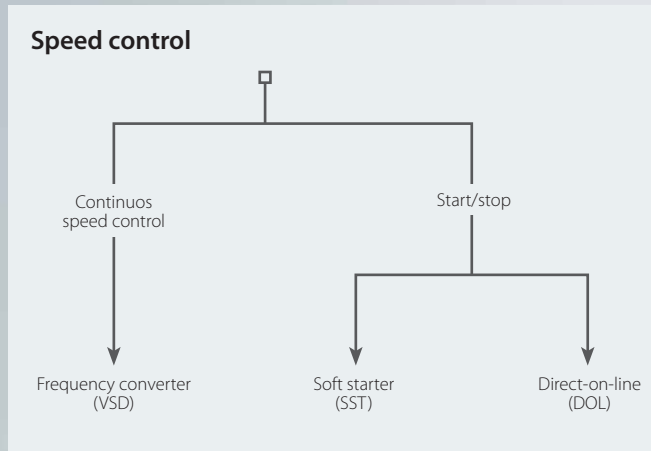 Speed control
Continuos
speed control
Start/stop
Frequency converter
(VSD)
Soft starter
(SST)
Direct-on-line
(DOL)